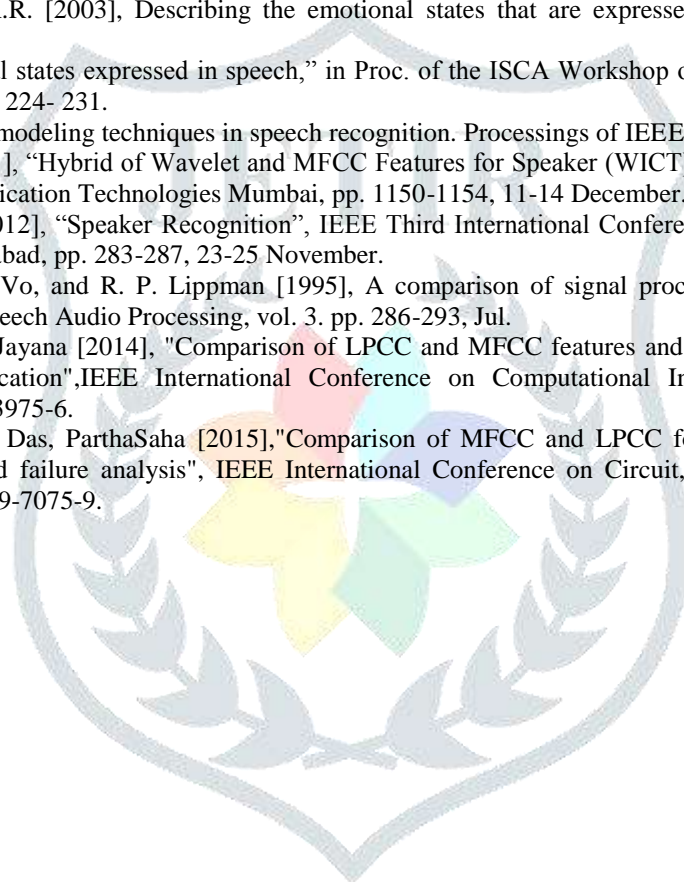 .R. [2003], Describing the emotional states that are expresse
l states expressed in speech,” in Proc. of the ISCA Workshop o
224- 231.
modeling techniques in speech recognition. Processings of IEEE
], “Hybrid of Wavelet and MFCC Features for Speaker (WICT
ication Technologies Mumbai, pp. 1150-1154, 11-14 December.
012], “Speaker Recognition”, IEEE Third International Confere
abad, pp. 283-287, 23-25 November.
Vo, and R. P. Lippman [1995], A comparison of signal proc
eech Audio Processing, vol. 3. pp. 286-293, Jul.
Jayana [2014], "Comparison of LPCC and MFCC features and
cation",IEEE International Conference on Computational In
3975-6.
Das, ParthaSaha [2015],"Comparison of MFCC and LPCC fo
d failure analysis", IEEE International Conference on Circuit,
9-7075-9.
JETIR